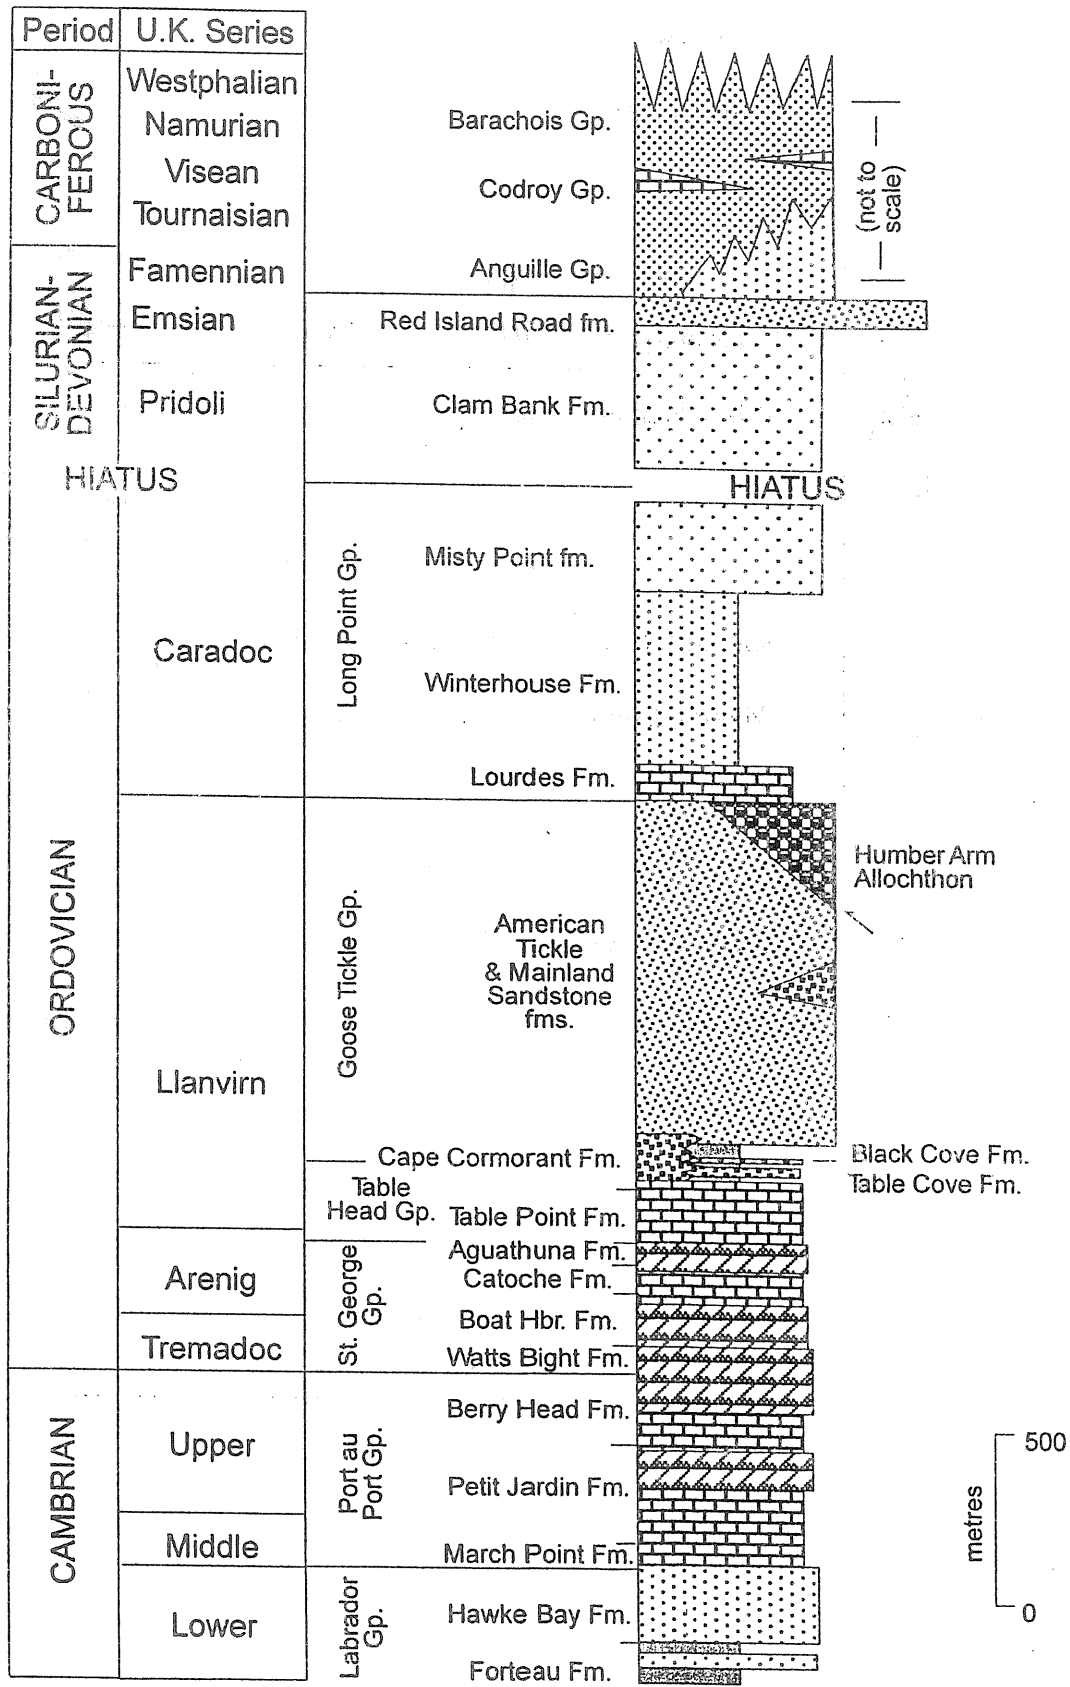 Period U.K. Series
CARBONI-
FEROUS
Westphalian
Namurian
Visean
Tournaisian
Barachois Gp.
Codroy Gp.
Anguille Gp.
(not to
scale)
SILURIAN-
DEVONIAN
Famennian
Emsian
Red Island Road fm.
Pridoli
Clam Bank Fm.
HIATUS
HIATUS
ORDOVICIAN
Caradoc
Long Point Gp.
Misty Point fm.
Winterhouse Fm.
Lourdes Fm.
Llanvirn
Goose Tickle Gp.
American
Tickle
& Mainland
Sandstone
fms.
Humber Arm
Allochthon
Cape Cormorant Fm.
Black Cove Fm.
Table Cove Fm.
Table
Head Gp.
Table Point Fm.
Arenig
Tremadoc
St. George
Gp.
Aguathuna Fm.
Catoche Fm.
Boat Hbr. Fm.
Watts Bight Fm.
CAMBRIAN
Upper
Middle
Lower
Port au
Port Gp.
Berry Head Fm.
Petit Jardin Fm.
March Point Fm.
Labrador
Gp.
Hawke Bay Fm.
Forteau Fm.
500
metres
0